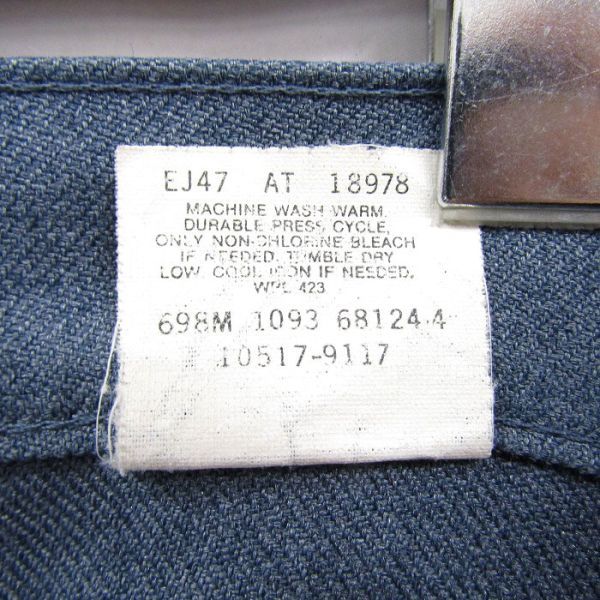 EJ47 AT 18978
MACHINE WASH WARM,
DURABLE PRESS CYCLE,
ONLY NON-CHLORINE BLEACH
IF NEEDED. TUMBLE DRY
LOW. COOL IRON IF NEEDED.
WPL 423
698M 1093 68124 4
10517-9117